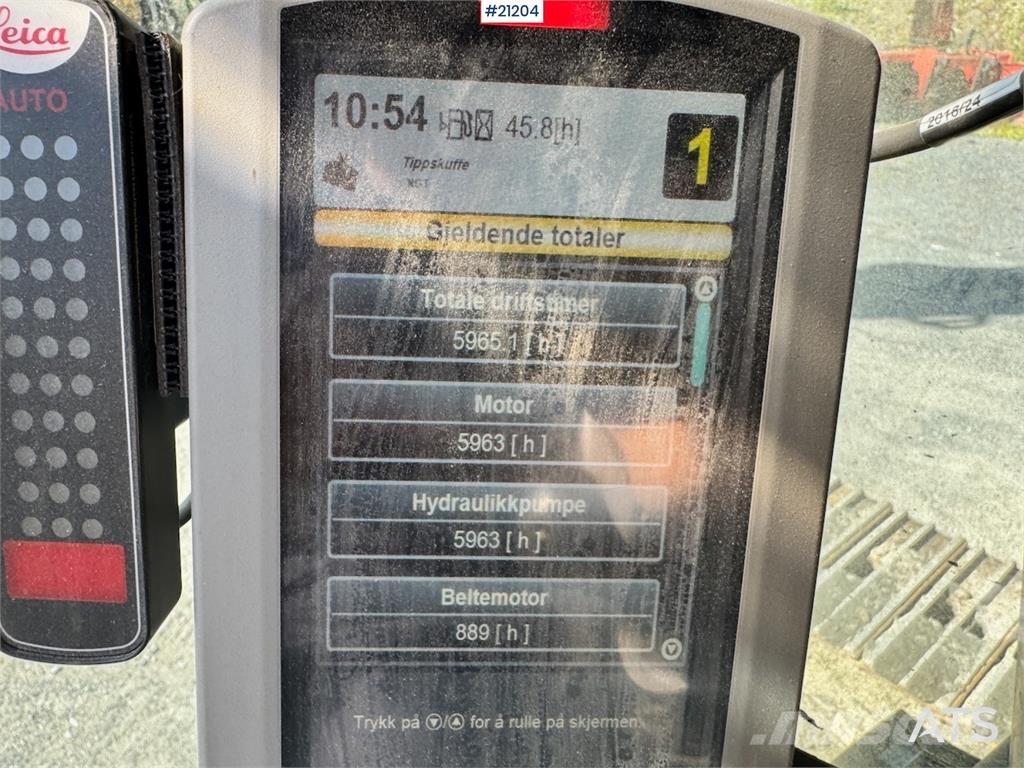 #21204
Leica
AUTO
10:54 45.8[h]
1
Tippskuffe
2016/24
Gjeldende totaler
Totale driftstimer
5965.1 [ h ]
Motor
5963 [ h ]
Hydraulikkpumpe
5963 [ h ]
Beltemotor
889 [ h ]
Trykk på / for å rulle på skjermen.
ATS